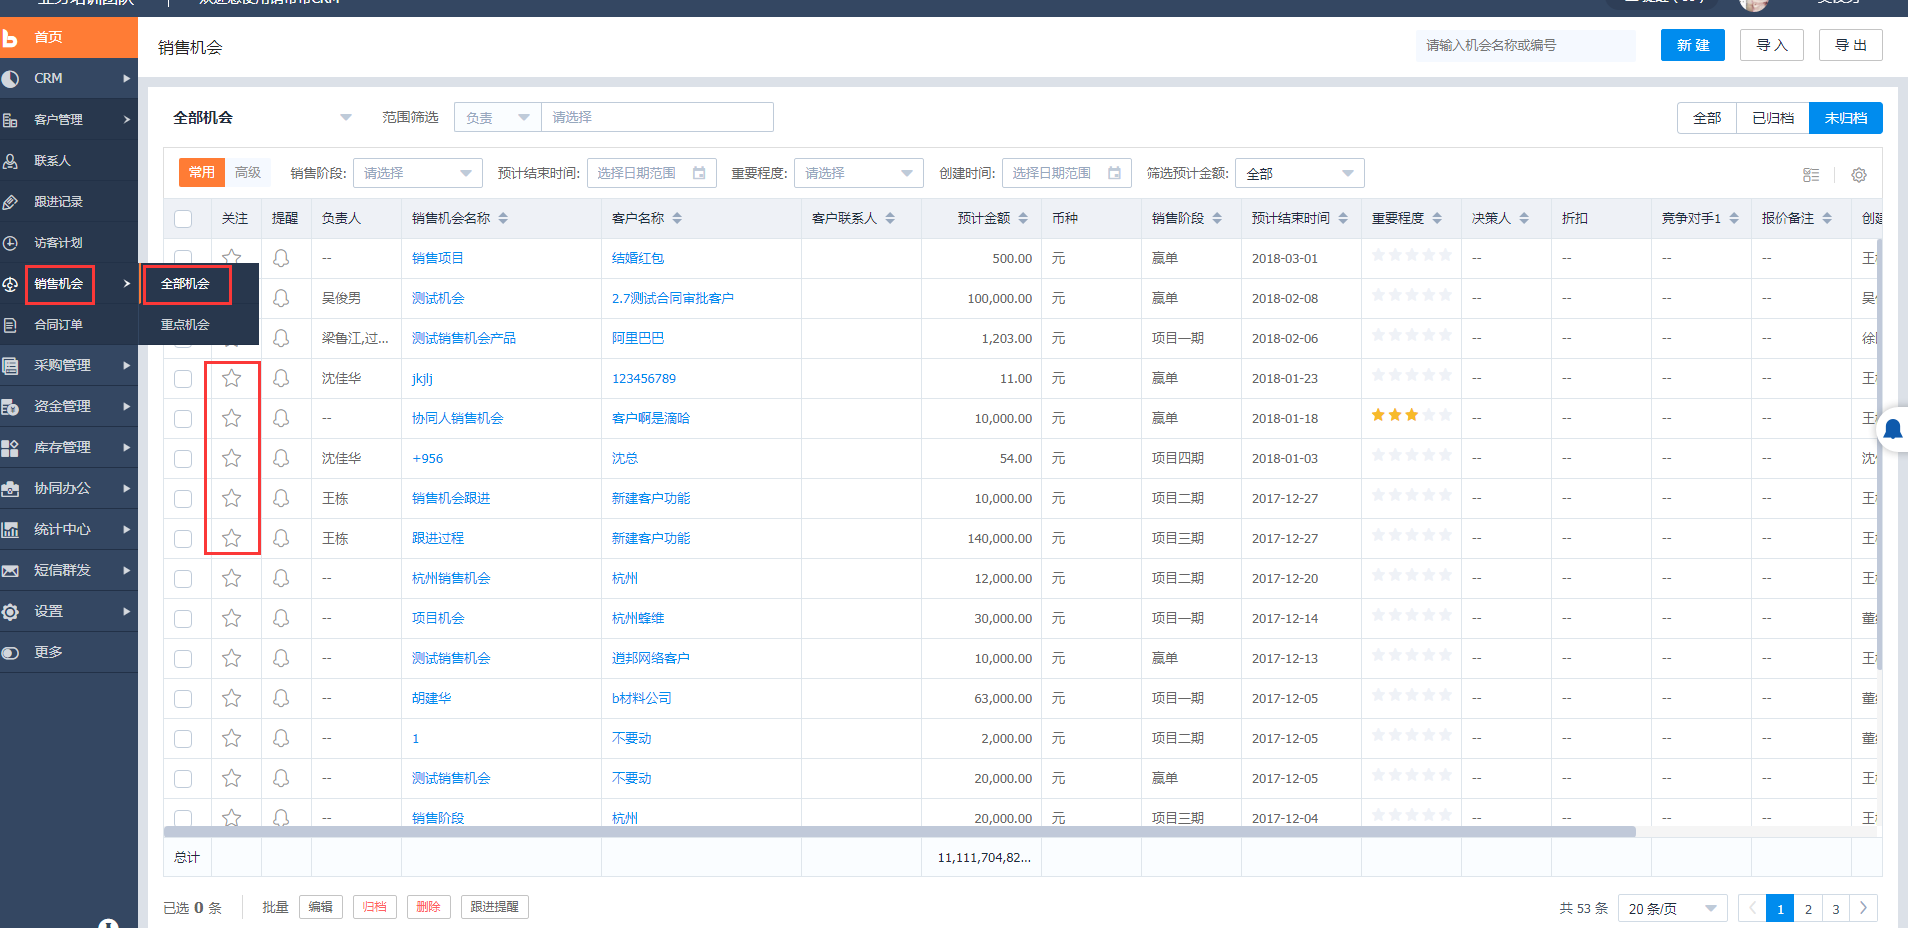 欢迎您使用销帮帮CRM
首页
CRM
客户管理
联系人
跟进记录
访客计划
销售机会
合同订单
采购管理
资金管理
库存管理
协同办公
统计中心
短信群发
设置
更多
全部机会
重点机会
销售机会
请输入机会名称或编号
新 建
导 入
导 出
全部机会 范围筛选 负责 请选择
全部 已归档 未归档
常用 高级 销售阶段: 请选择 预计结束时间: 选择日期范围 重要程度: 请选择 创建时间: 选择日期范围 筛选预计金额: 全部
关注 提醒 负责人 销售机会名称 客户名称 客户联系人 预计金额 币种 销售阶段 预计结束时间 重要程度 决策人 折扣 竞争对手1 报价备注 创建
-- 销售项目 结婚红包 500.00 元 赢单 2018-03-01 -- -- -- -- 王
吴俊男 测试机会 2.7测试合同审批客户 100,000.00 元 赢单 2018-02-08 -- -- -- -- 吴
梁鲁江,过... 测试销售机会产品 阿里巴巴 1,203.00 元 项目一期 2018-02-06 -- -- -- -- 徐
沈佳华 jkjlj 123456789 11.00 元 赢单 2018-01-23 -- -- -- -- 王
-- 协同人销售机会 客户啊是滴哈 10,000.00 元 赢单 2018-01-18 -- -- -- -- 王
沈佳华 +956 沈总 54.00 元 项目四期 2018-01-03 -- -- -- -- 沈
王栋 销售机会跟进 新建客户功能 10,000.00 元 项目二期 2017-12-27 -- -- -- -- 王
王栋 跟进过程 新建客户功能 140,000.00 元 项目三期 2017-12-27 -- -- -- -- 王
-- 杭州销售机会 杭州 12,000.00 元 项目二期 2017-12-20 -- -- -- -- 王
-- 项目机会 杭州蜂维 30,000.00 元 项目一期 2017-12-14 -- -- -- -- 董
-- 测试销售机会 逍邦网络客户 10,000.00 元 赢单 2017-12-13 -- -- -- -- 王
-- 胡建华 b材料公司 63,000.00 元 项目一期 2017-12-05 -- -- -- -- 董
-- 1 不要动 2,000.00 元 项目二期 2017-12-05 -- -- -- -- 董
-- 测试销售机会 不要动 20,000.00 元 赢单 2017-12-05 -- -- -- -- 王
-- 销售阶段 杭州 20,000.00 元 项目三期 2017-12-04 -- -- -- -- 王
总计 11,111,704,82...
已选 0 条 批量 编辑 归档 删除 跟进提醒
共 53 条 20 条/页 1 2 3